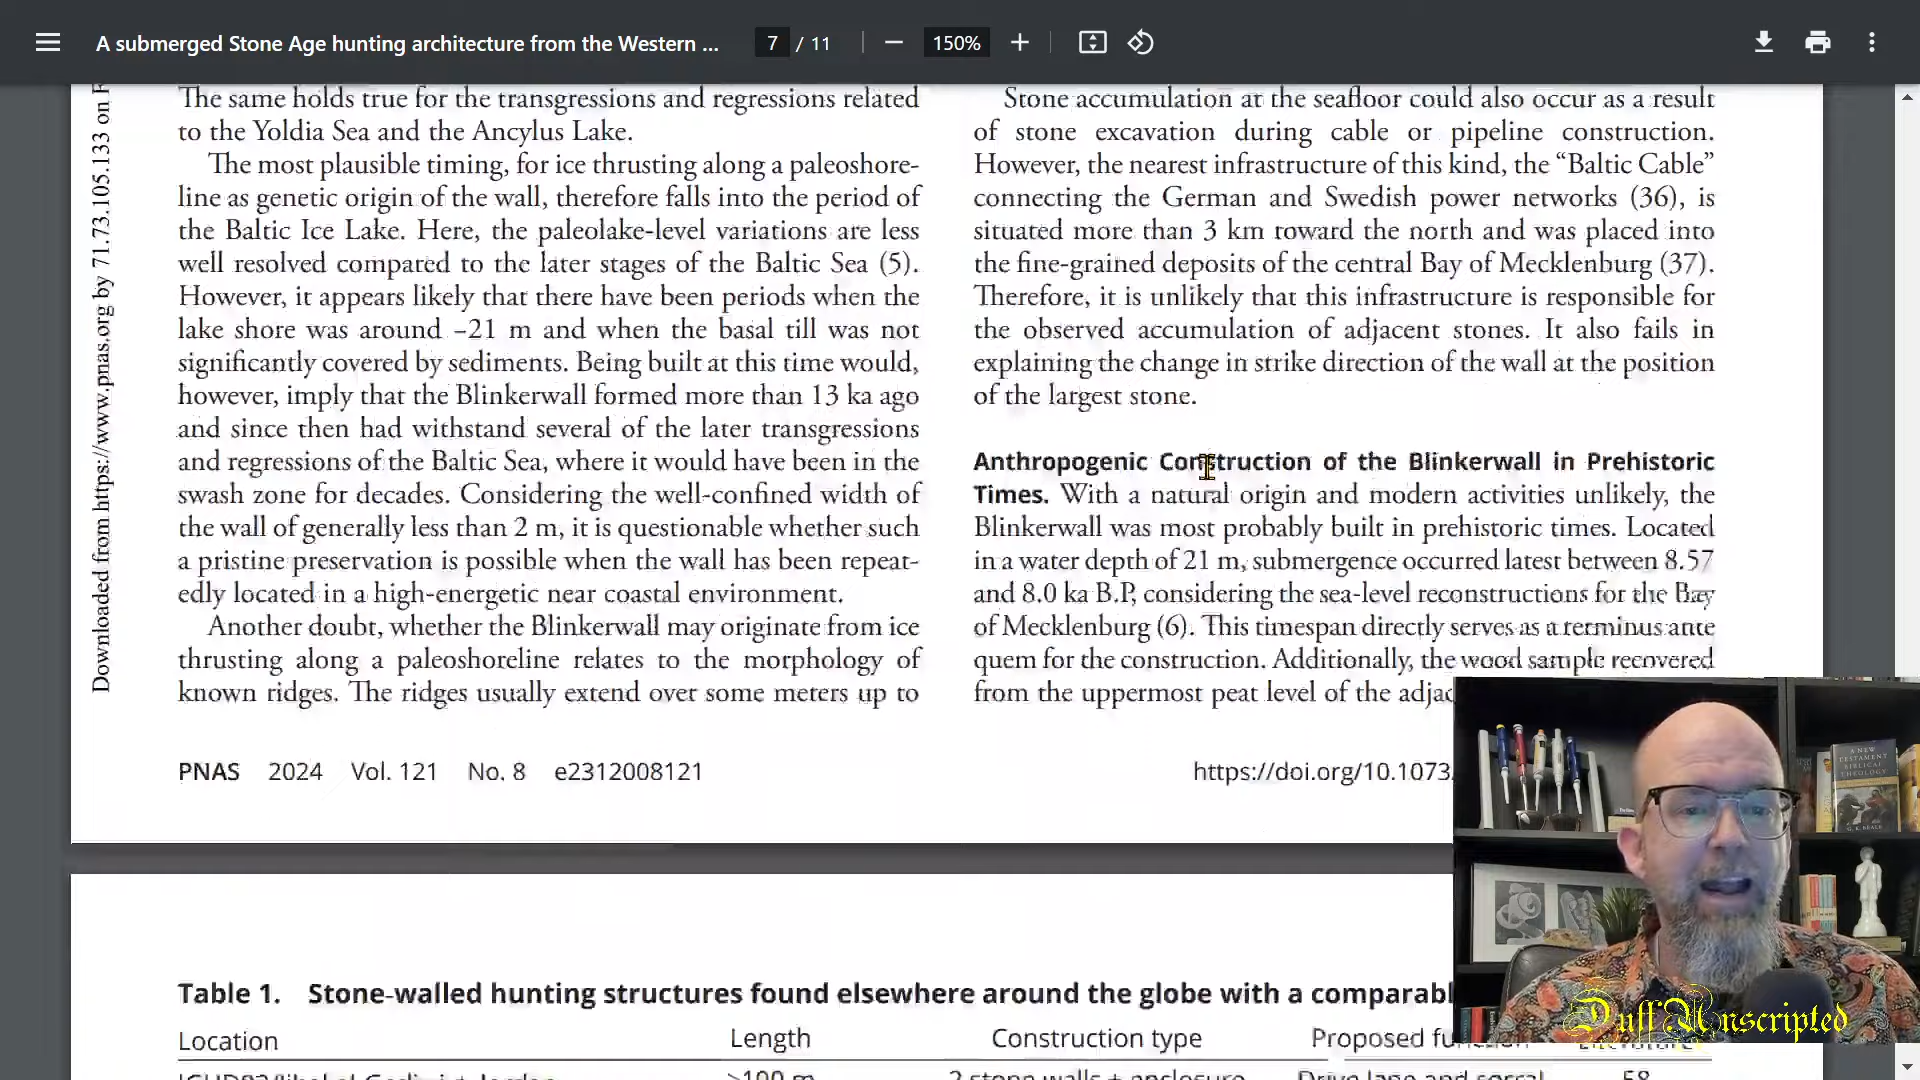 A submerged Stone Age hunting architecture from the Western ...
7 / 11
150%
Downloaded from https://www.pnas.org by 71.73.105.133 on
The same holds true for the transgressions and regressions related
to the Yoldia Sea and the Ancylus Lake.
The most plausible timing, for ice thrusting along a paleoshore-
line as genetic origin of the wall, therefore falls into the period of
the Baltic Ice Lake. Here, the paleolake-level variations are less
well resolved compared to the later stages of the Baltic Sea (5).
However, it appears likely that there have been periods when the
lake shore was around –21 m and when the basal till was not
significantly covered by sediments. Being built at this time would,
however, imply that the Blinkerwall formed more than 13 ka ago
and since then had withstand several of the later transgressions
and regressions of the Baltic Sea, where it would have been in the
swash zone for decades. Considering the well-confined width of
the wall of generally less than 2 m, it is questionable whether such
a pristine preservation is possible when the wall has been repeat-
edly located in a high-energetic near coastal environment.
Another doubt, whether the Blinkerwall may originate from ice
thrusting along a paleoshoreline relates to the morphology of
known ridges. The ridges usually extend over some meters up to
Stone accumulation at the seafloor could also occur as a result
of stone excavation during cable or pipeline construction.
However, the nearest infrastructure of this kind, the “Baltic Cable”
connecting the German and Swedish power networks (36), is
situated more than 3 km toward the north and was placed into
the fine-grained deposits of the central Bay of Mecklenburg (37).
Therefore, it is unlikely that this infrastructure is responsible for
the observed accumulation of adjacent stones. It also fails in
explaining the change in strike direction of the wall at the position
of the largest stone.
Anthropogenic Construction of the Blinkerwall in Prehistoric
Times. With a natural origin and modern activities unlikely, the
Blinkerwall was most probably built in prehistoric times. Located
in a water depth of 21 m, submergence occurred latest between 8.57
and 8.0 ka B.P, considering the sea-level reconstructions for the Bay
of Mecklenburg (6). This timespan directly serves as a terminus ante
quem for the construction. Additionally, the wood sample recovered
from the uppermost peat level of the
PNAS 2024 Vol. 121 No. 8 e2312008121
https://doi.org/10.1073
Table 1. Stone-walled hunting structures found elsewhere around the globe with a
Location Length Construction type Proposed
>100 m 2 stone walls + enclosure Drive lane and corral 58
A NEW
TESTAMENT
BIBLICAL
THEOLOGY
G. K. BEALE
Duff Unscripted